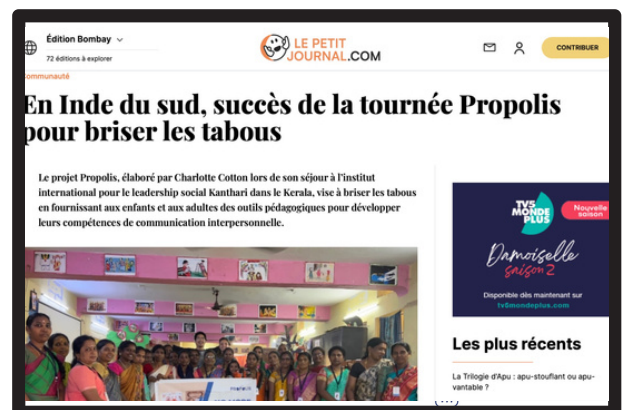 Édition Bombay
72 éditions à explorer
LE PETIT
JOURNAL.COM
CONTRIBUER
Communauté
En Inde du sud, succès de la tournée Propolis
pour briser les tabous
Le projet Propolis, élaboré par Charlotte Cotton lors de son séjour à l'institut
international pour le leadership social Kanthari dans le Kerala, vise à briser les tabous
en fournissant aux enfants et aux adultes des outils pédagogiques pour développer
leurs compétences de communication interpersonnelle.
TV5
MONDE
PLUS
Nouvelle
saison
Damoiselle
saison 2
Disponible dès maintenant sur
tv5mondeplus.com
Les plus récents
La Trilogie d'Apu : apu-stouflant ou apu-
vantable ?
(...)